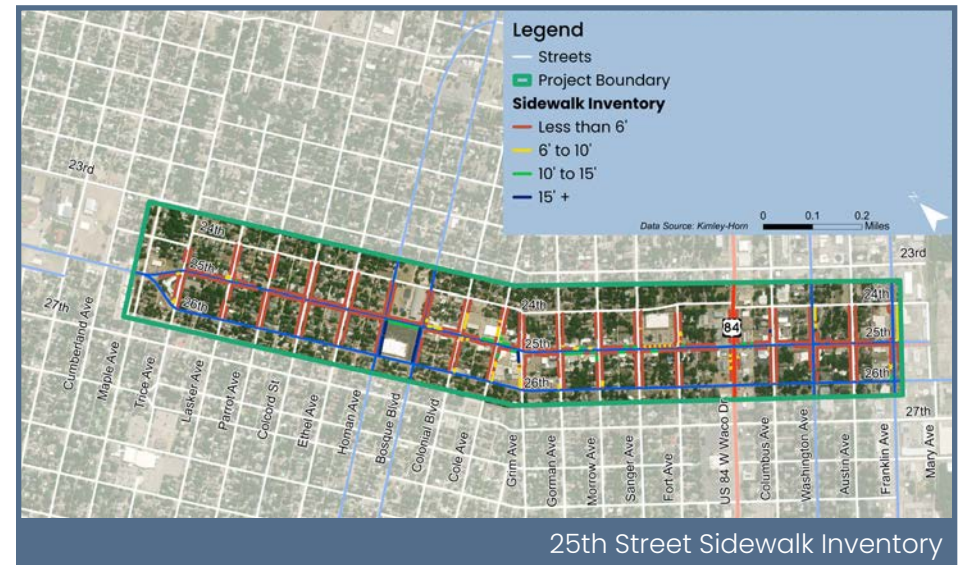 Legend
Streets
Project Boundary
Sidewalk Inventory
Less than 6'
6' to 10'
10' to 15'
15' +
Data Source: Kimley-Horn
0 0.1 0.2
Miles
N
23rd
23rd
24th
24th
24th
25th
25th
25th
26th
26th
26th
27th
27th
84
Cumberland Ave
Maple Ave
Trice Ave
Lasker Ave
Parrot Ave
Colcord St
Ethel Ave
Homan Ave
Bosque Blvd
Colonial Blvd
Cole Ave
Grim Ave
Gorman Ave
Morrow Ave
Sanger Ave
Fort Ave
US 84 W Waco Dr
Columbus Ave
Washington Ave
Austin Ave
Franklin Ave
Mary Ave
25th Street Sidewalk Inventory